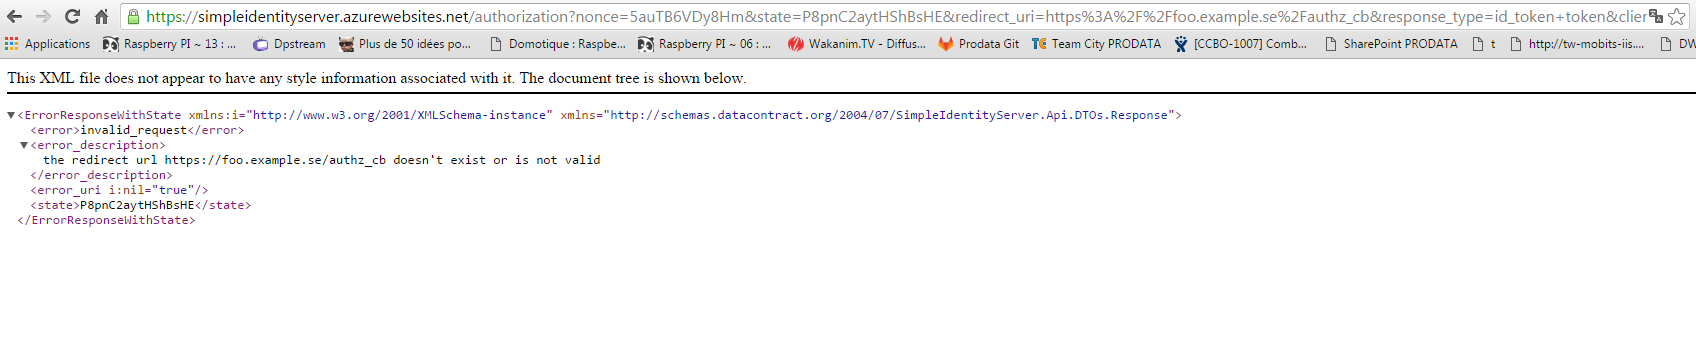 https://simpleidentityserver.azurewebsites.net/authorization?nonce=5auTB6VDy8Hm&state=P8pnC2aytHShBsHE&redirect_uri=https%3A%2F%2Ffoo.example.se%2Fauthz_cb&response_type=id_token+token&clien
Applications Raspberry PI ~ 13 : ... Dpstream Plus de 50 idées po... Domotique : Raspbe... Raspberry PI ~ 06 : ... Wakanim.TV - Diffus... Prodata Git TC Team City PRODATA [CCBO-1007] Comb... SharePoint PRODATA t http://tw-mobits-iis.... DW
This XML file does not appear to have any style information associated with it. The document tree is shown below.
▼<ErrorResponseWithState xmlns:i="http://www.w3.org/2001/XMLSchema-instance" xmlns="http://schemas.datacontract.org/2004/07/SimpleIdentityServer.Api.DTOs.Response">
<error>invalid_request</error>
▼<error_description>
the redirect url https://foo.example.se/authz_cb doesn't exist or is not valid
</error_description>
<error_uri i:nil="true"/>
<state>P8pnC2aytHShBsHE</state>
</ErrorResponseWithState>